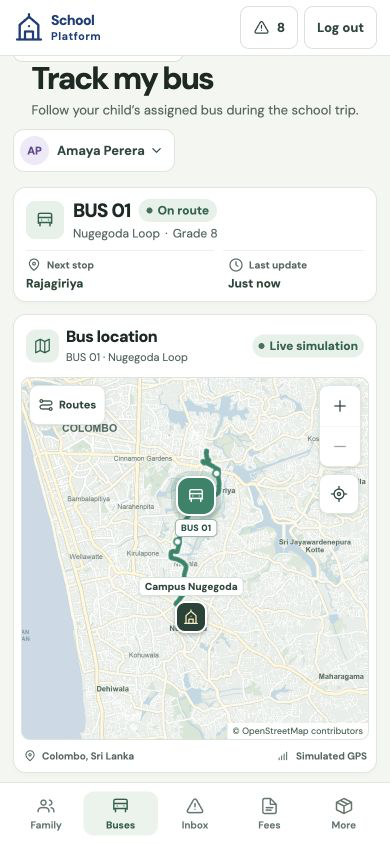 School
Platform
8
Log out
Track my bus
Follow your child's assigned bus during the school trip.
AP
Amaya Perera
BUS 01
On route
Nugegoda Loop · Grade 8
Next stop
Last update
Rajagiriya
Just now
Bus location
BUS 01 · Nugegoda Loop
Live simulation
Routes
COLOMBO
Cinnamon Gardens
Bambalapitiya
Narahenpita
BUS 01
Sri Jayawardenepura
Kotte
Wellawatte
Kirulapone
Campus Nugegoda
Kohuwala
Maharagama
Dehiwala
© OpenStreetMap contributors
Colombo, Sri Lanka
Simulated GPS
Family
Buses
Inbox
Fees
More